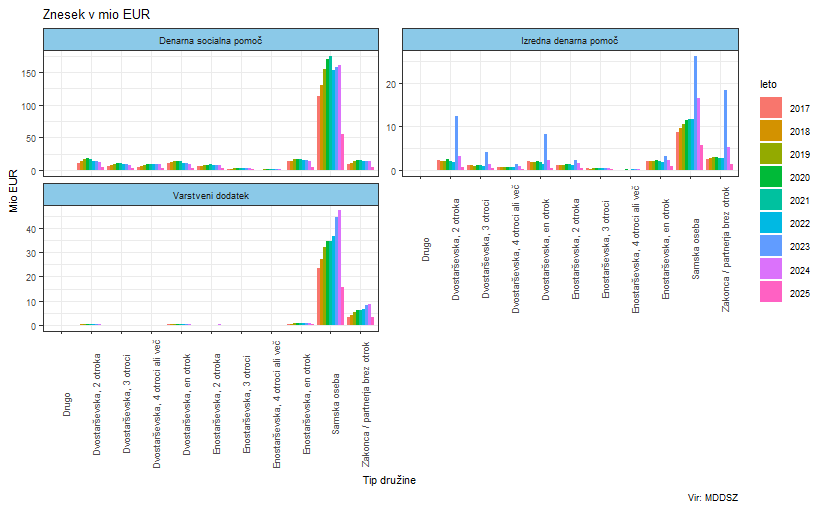 Znesek v mio EUR
Denarna socialna pomoč
Izredna denarna pomoč
150
100
50
0
20
10
0
Varstveni dodatek
40
30
20
10
0
Mio EUR
Drugo
Dvostarševska, 2 otroka
Dvostarševska, 3 otroci
Dvostarševska, 4 otroci ali več
Dvostarševska, en otrok
Enostarševska, 2 otroka
Enostarševska, 3 otroci
Enostarševska, 4 otroci ali več
Enostarševska, en otrok
Samska oseba
Zakonca / partnerja brez otrok
Drugo
Dvostarševska, 2 otroka
Dvostarševska, 3 otroci
Dvostarševska, 4 otroci ali več
Dvostarševska, en otrok
Enostarševska, 2 otroka
Enostarševska, 3 otroci
Enostarševska, 4 otroci ali več
Enostarševska, en otrok
Samska oseba
Zakonca / partnerja brez otrok
Tip družine
leto
2017
2018
2019
2020
2021
2022
2023
2024
2025
Vir: MDDSZ